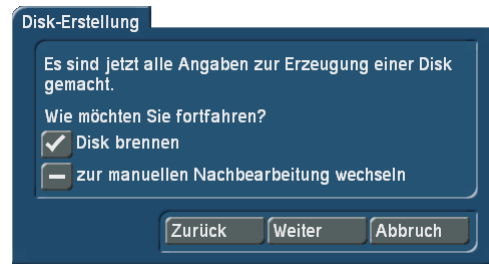 Disk-Erstellung
Es sind jetzt alle Angaben zur Erzeugung einer Disk
gemacht.
Wie möchten Sie fortfahren?
Disk brennen
zur manuellen Nachbearbeitung wechseln
Zurück Weiter Abbruch